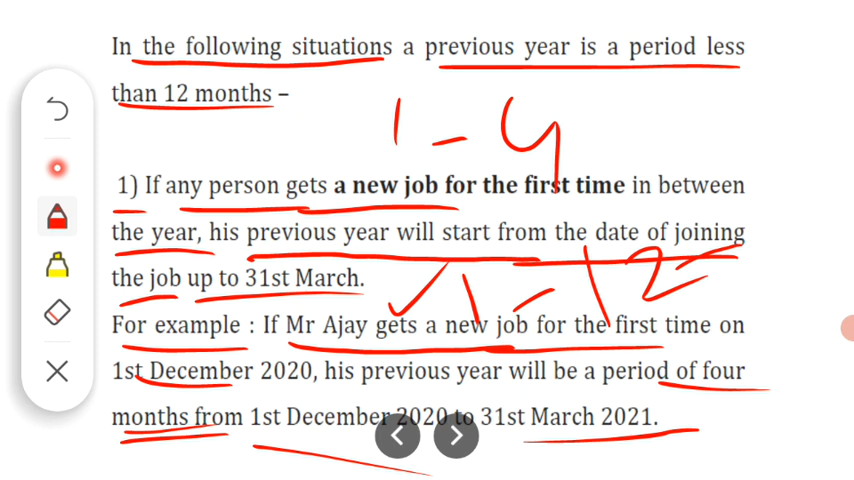 In the following situations a previous year is a period less
than 12 months –
1 - 4
1) If any person gets a new job for the first time in between
the year, his previous year will start from the date of joining
the job up to 31st March.
1 - 12
For example : If Mr Ajay gets a new job for the first time on
1st December 2020, his previous year will be a period of four
months from 1st December 2020 to 31st March 2021.